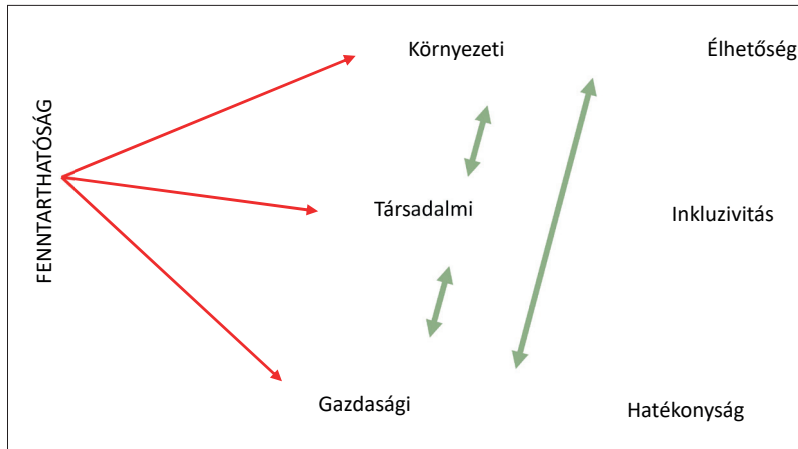 FENNTARTHATÓSÁG
Környezeti
Élhetőség
Társadalmi
Inkluzivitás
Gazdasági
Hatékonyság